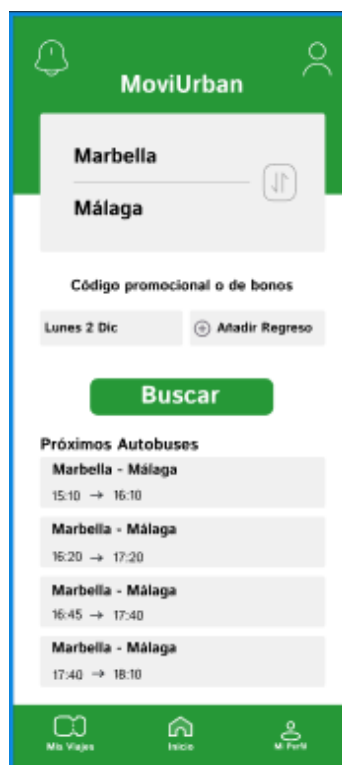 MoviUrban
Marbella
Málaga
Código promocional o de bonos
Lunes 2 Dic
Añadir Regreso
Buscar
Próximos Autobuses
Marbella - Málaga
15:10 → 16:10
Marbella - Málaga
16:20 → 17:20
Marbella - Málaga
16:45 → 17:40
Marbella - Málaga
17:40 → 18:10
Mis Viajes
Inicio
Mi Perfil